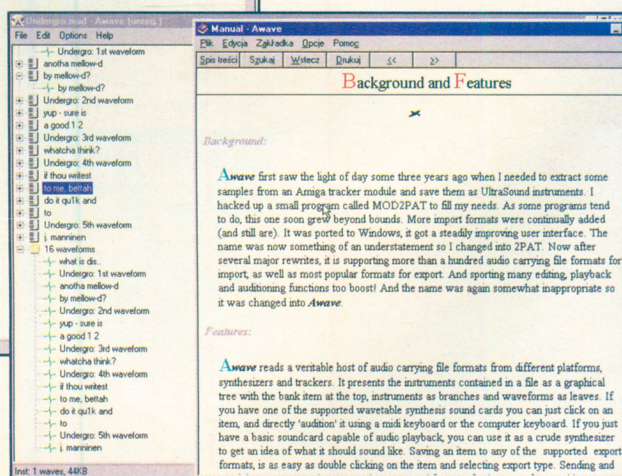 Undergro.mod - Awave [unreg.]
File Edit Options Help
Undergro: 1st waveform
anotha mellow-d
by mellow-d?
by mellow-d?
Undergro: 2nd waveform
yup - sure is
a good 1 2
Undergro: 3rd waveform
whatcha think?
Undergro: 4th waveform
if thou writest
to me, bettah
do it qu1k and
to
Undergro: 5th waveform
j. manninen
16 waveforms
what is dis..
Undergro: 1st waveform
anotha mellow-d
by mellow-d?
Undergro: 2nd waveform
yup - sure is
a good 1 2
Undergro: 3rd waveform
whatcha think?
Undergro: 4th waveform
if thou writest
to me, bettah
do it qu1k and
to
Undergro: 5th waveform
j. manninen
Inst: 1 waves, 44KB
Manual - Awave
Plik Edycja Zakładka Opcje Pomoc
Spis treści Szukaj Wstecz Drukuj << >>
Background and Features
Background:
Awave first saw the light of day some three years ago when I needed to extract some
samples from an Amiga tracker module and save them as UltraSound instruments. I
hacked up a small program called MOD2PAT to fill my needs. As some programs tend
to do, this one soon grew beyond bounds. More import formats were continually added
(and still are). It was ported to Windows, it got a steadily improving user interface. The
name was now something of an understatement so I changed into 2PAT. Now after
several major rewrites, it is supporting more than a hundred audio carrying file formats for
import, as well as most popular formats for export. And sporting many editing, playback
and auditioning functions too boost! And the name was again somewhat inappropriate so
it was changed into Awave.
Features:
Awave reads a veritable host of audio carrying file formats from different platforms,
synthesizers and trackers. It presents the instruments contained in a file as a graphical
tree with the bank item at the top, instruments as branches and waveforms as leaves. If
you have one of the supported wavetable synthesis sound cards you can just click on an
item, and directly 'audition' it using a midi keyboard or the computer keyboard. If you just
have a basic soundcard capable of audio playback, you can use it as a crude synthesizer
to get an idea of what it should sound like. Saving an item to any of the supported export
formats, is as easy as double clicking on the item and selecting export type. Sending and